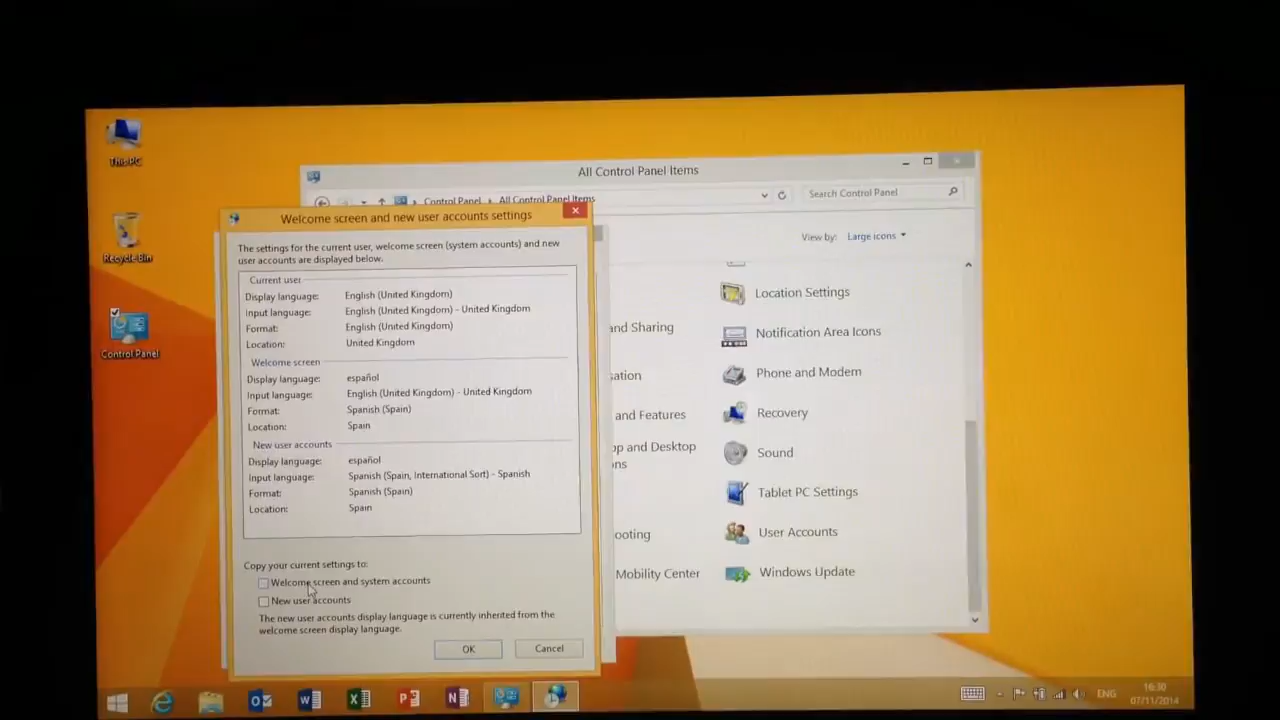 This PC
Recycle Bin
Control Panel
All Control Panel Items
Control Panel
All Control Panel Items
Search Control Panel
View by: Large icons
Location Settings
and Sharing
Notification Area Icons
Phone and Modem
and Features
Recovery
Sound
Tablet PC Settings
User Accounts
Mobility Center
Windows Update
Welcome screen and new user accounts settings
The settings for the current user, welcome screen (system accounts) and new
user accounts are displayed below.
Current user
Display language: English (United Kingdom)
Input language: English (United Kingdom) - United Kingdom
Format: English (United Kingdom)
Location: United Kingdom
Welcome screen
Display language: español
Input language: English (United Kingdom) - United Kingdom
Format: Spanish (Spain)
Location: Spain
New user accounts
Display language: español
Input language: Spanish (Spain, International Sort) - Spanish
Format: Spanish (Spain)
Location: Spain
Copy your current settings to:
Welcome screen and system accounts
New user accounts
The new user accounts display language is currently inherited from the
welcome screen display language.
OK
Cancel
ENG
16:30
07/11/2014